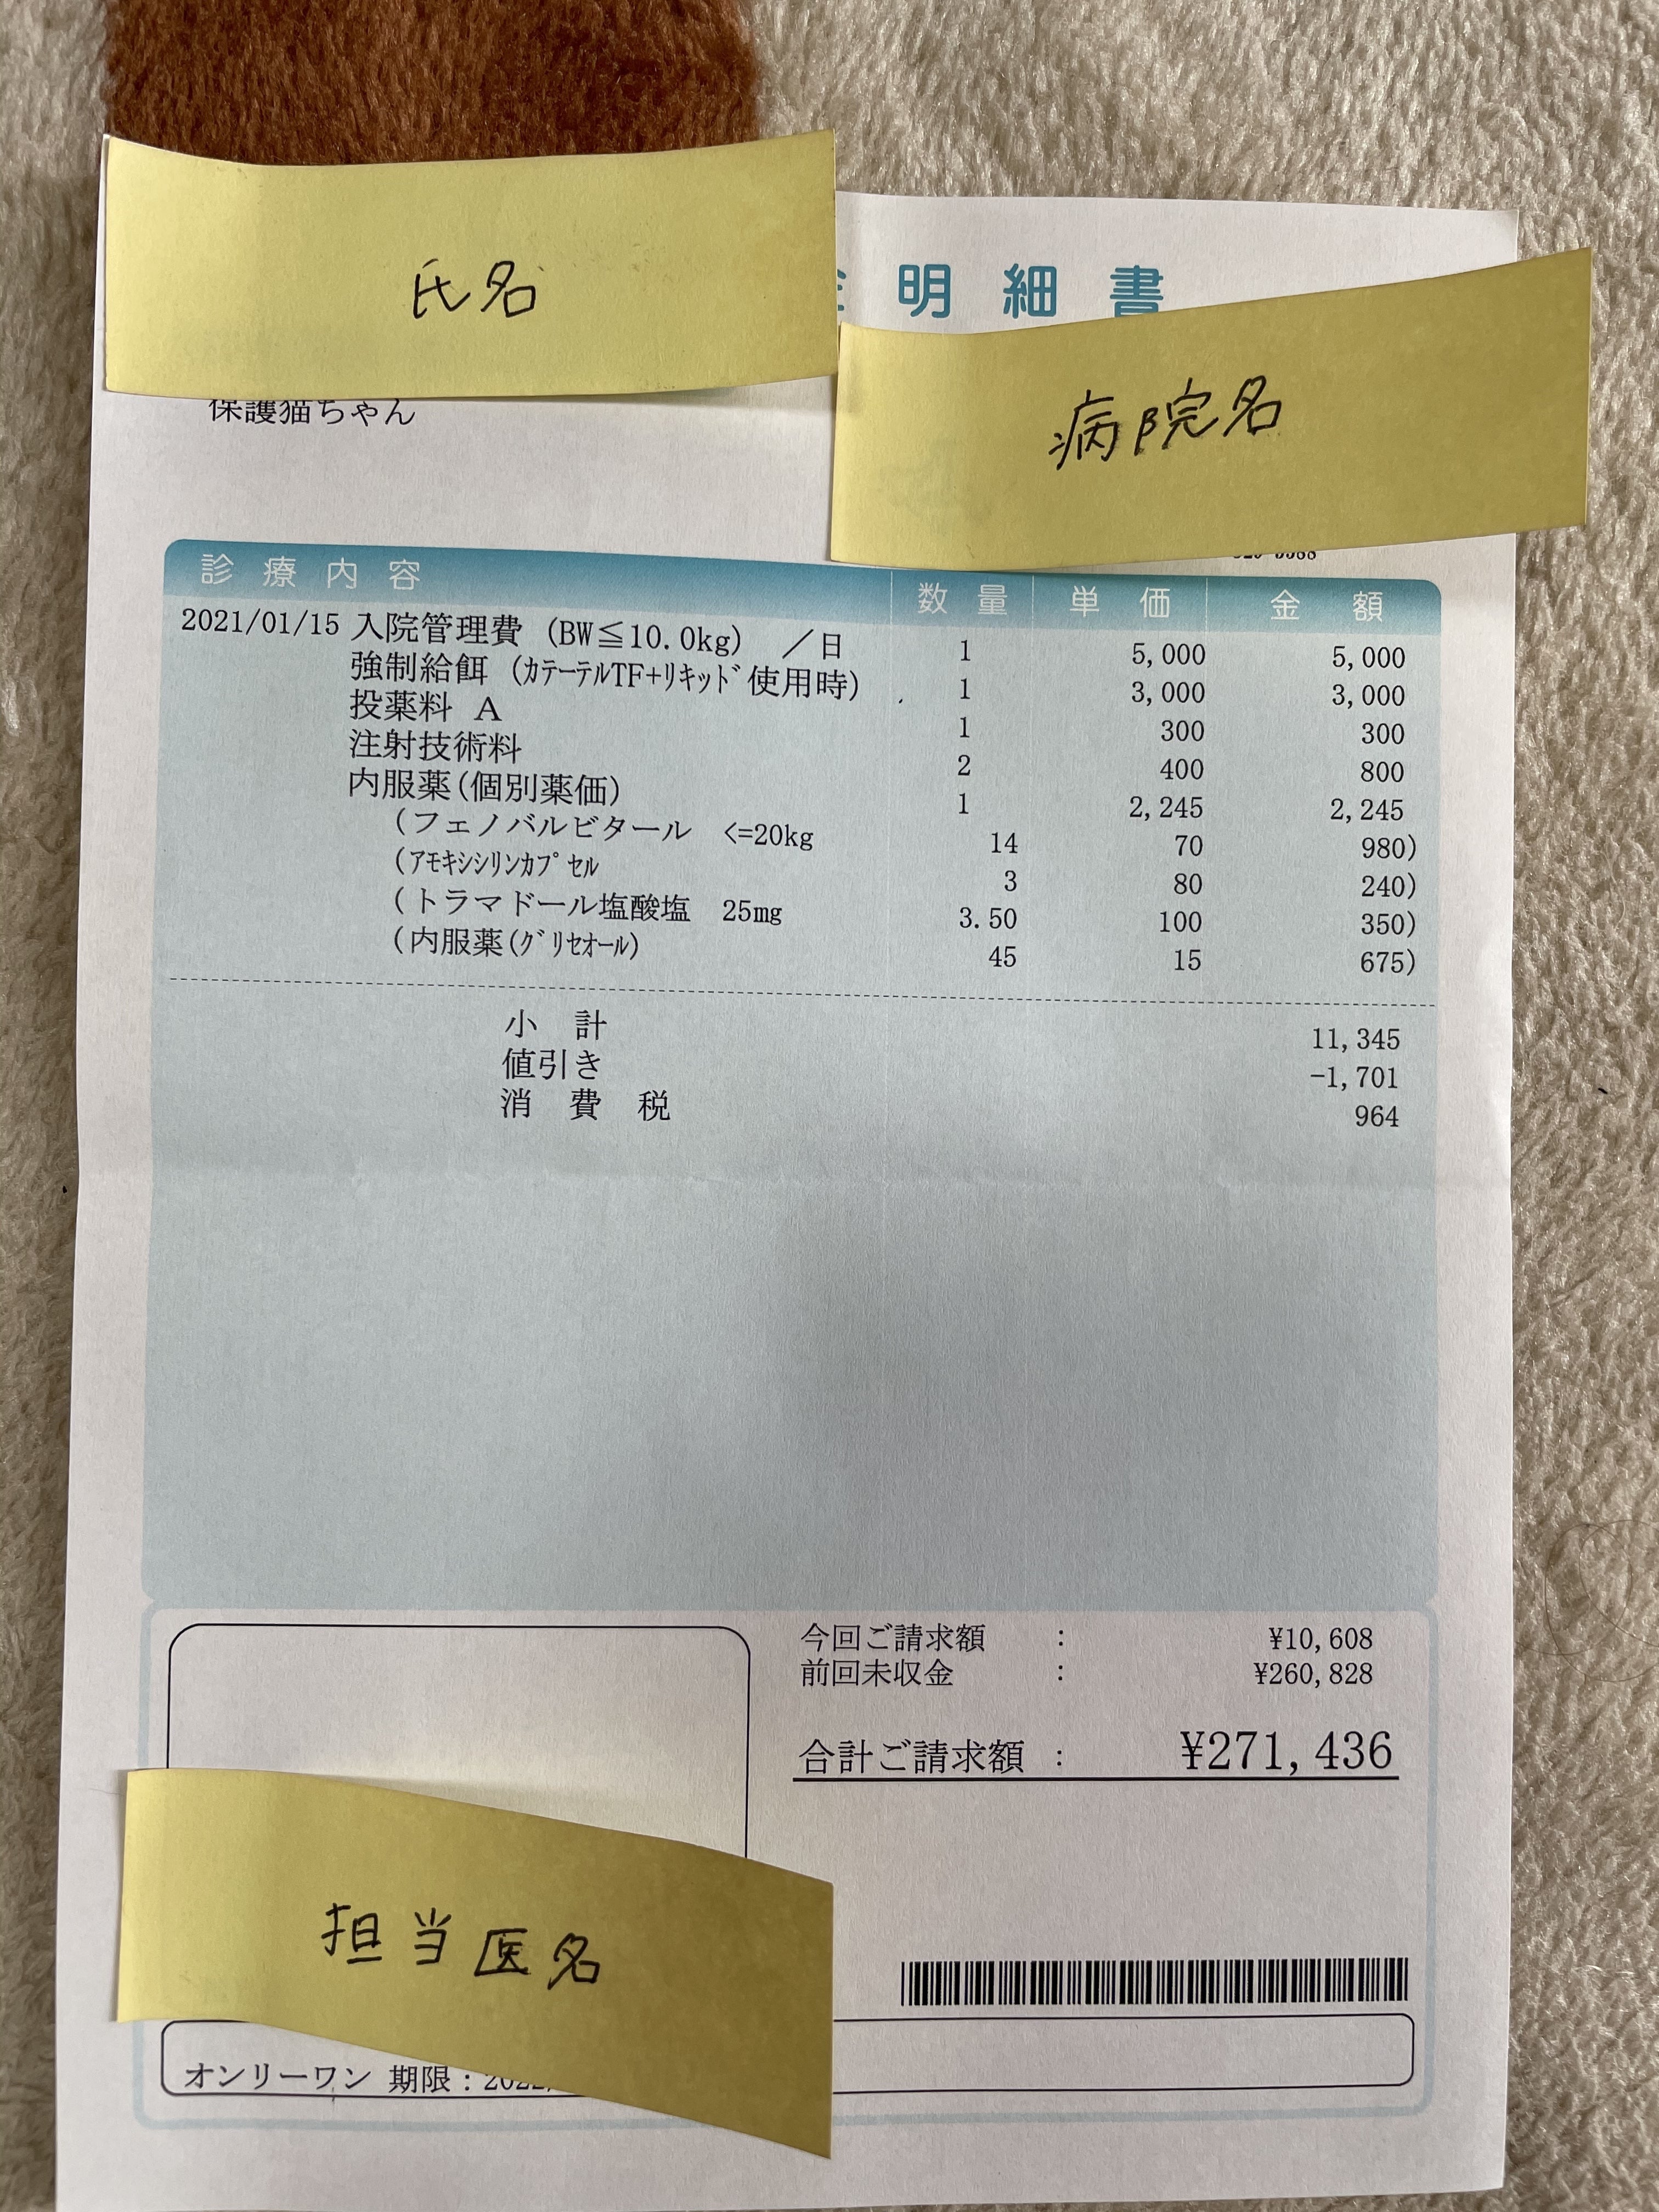 氏名
明細書
病院名
保護猫ちゃん
診療内容 数量 単価 金額
2021/01/15 入院管理費 (BW≦10.0kg) ／日 1 5,000 5,000
強制給餌 (ｶﾃｰﾃﾙTF+ﾘｷｯﾄﾞ使用時) 1 3,000 3,000
投薬料 A 1 300 300
注射技術料 2 400 800
内服薬(個別薬価) 1 2,245 2,245
(フェノバルビタール <=20kg 14 70 980)
(ｱﾓｷｼｼﾘﾝｶﾌﾟｾﾙ 3 80 240)
(トラマドール塩酸塩 25mg 3.50 100 350)
(内服薬(ｸﾞﾘｾｵｰﾙ) 45 15 675)
小計 11,345
値引き -1,701
消費税 964
今回ご請求額 : ¥10,608
前回未収金 : ¥260,828
合計ご請求額 : ¥271,436
担当医名
オンリーワン 期限: